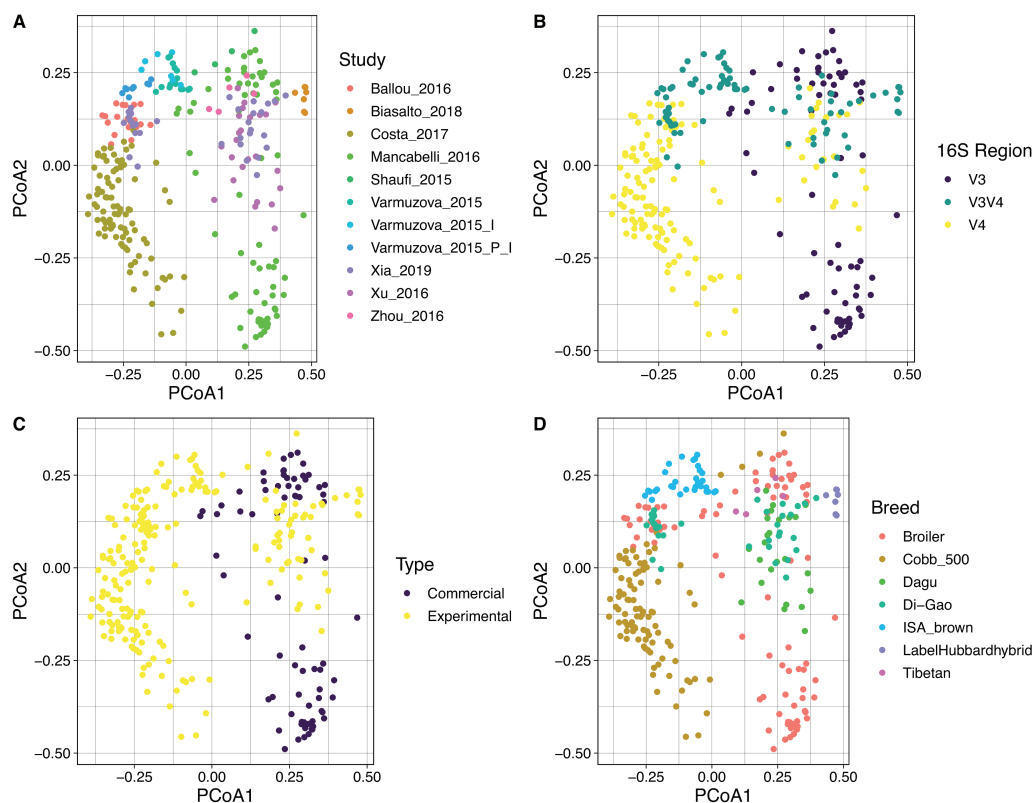 A
0.25
0.00
−0.25
−0.50
PCoA2
−0.25 0.00 0.25 0.50
PCoA1
Study
Ballou_2016
Biasalto_2018
Costa_2017
Mancabelli_2016
Shaufi_2015
Varmuzova_2015
Varmuzova_2015_I
Varmuzova_2015_P_I
Xia_2019
Xu_2016
Zhou_2016
B
0.25
0.00
−0.25
−0.50
PCoA2
−0.25 0.00 0.25 0.50
PCoA1
16S Region
V3
V3V4
V4
C
0.25
0.00
−0.25
−0.50
PCoA2
−0.25 0.00 0.25 0.50
PCoA1
Type
Commercial
Experimental
D
0.25
0.00
−0.25
−0.50
PCoA2
−0.25 0.00 0.25 0.50
PCoA1
Breed
Broiler
Cobb_500
Dagu
Di−Gao
ISA_brown
LabelHubbardhybrid
Tibetan